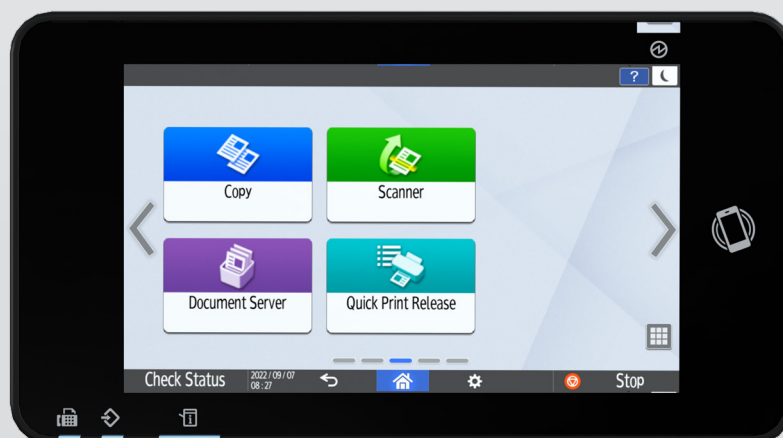 ?
Copy
Scanner
Document Server
Quick Print Release
Check Status
2022/09/07
08:27
Stop